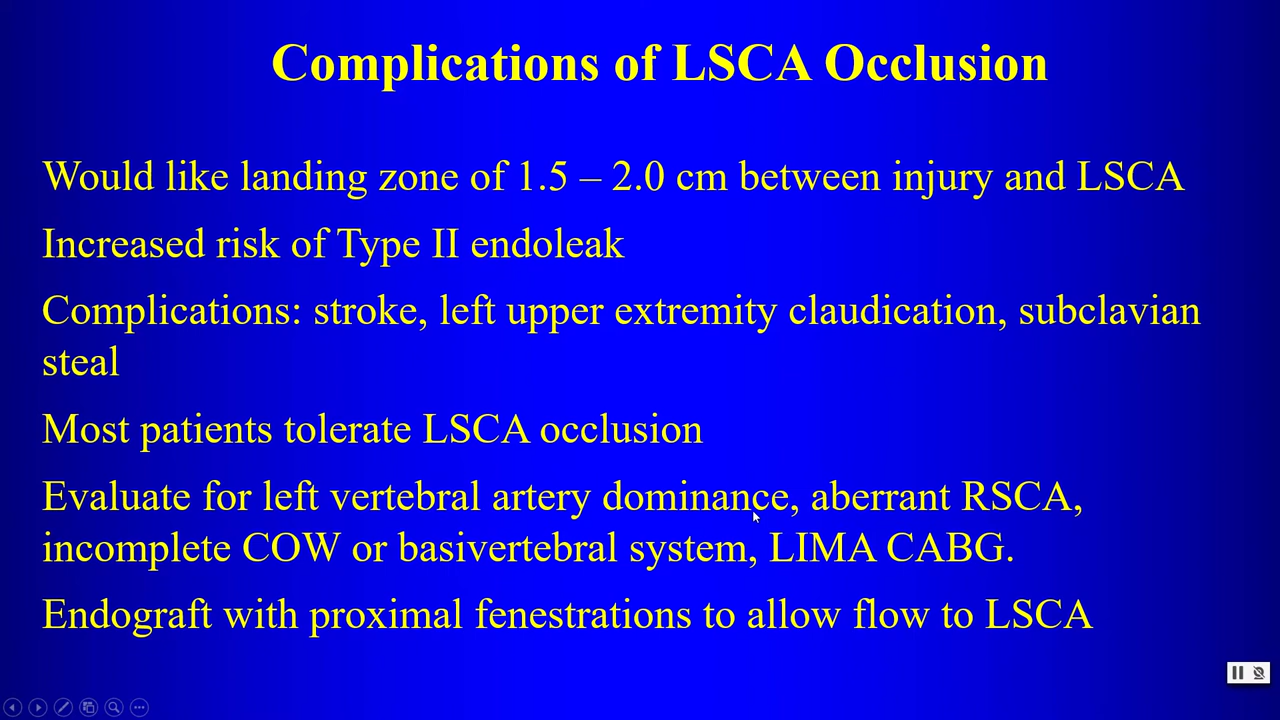 Complications of LSCA Occlusion
Would like landing zone of 1.5 – 2.0 cm between injury and LSCA
Increased risk of Type II endoleak
Complications: stroke, left upper extremity claudication, subclavian
steal
Most patients tolerate LSCA occlusion
Evaluate for left vertebral artery dominance, aberrant RSCA,
incomplete COW or basivertebral system, LIMA CABG.
Endograft with proximal fenestrations to allow flow to LSCA